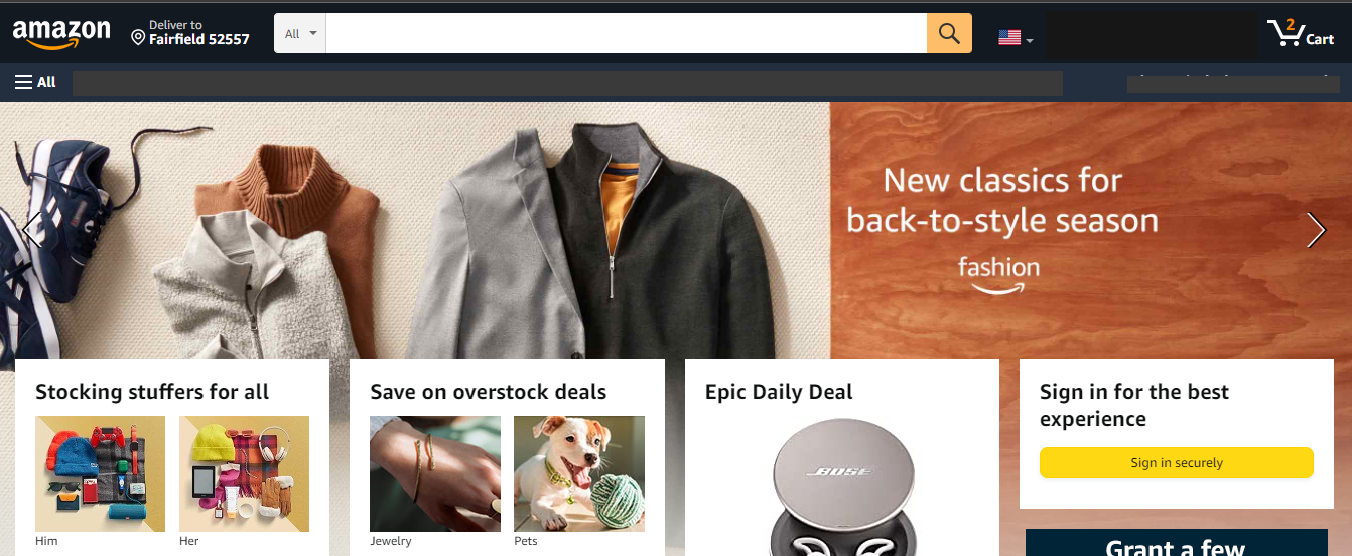 amazon
Deliver to
Fairfield 52557
All
2
Cart
All
New classics for
back-to-style season
fashion
Stocking stuffers for all
Him
Her
Save on overstock deals
Jewelry
Pets
Epic Daily Deal
BOSE
Sign in for the best
experience
Sign in securely
Grant a few